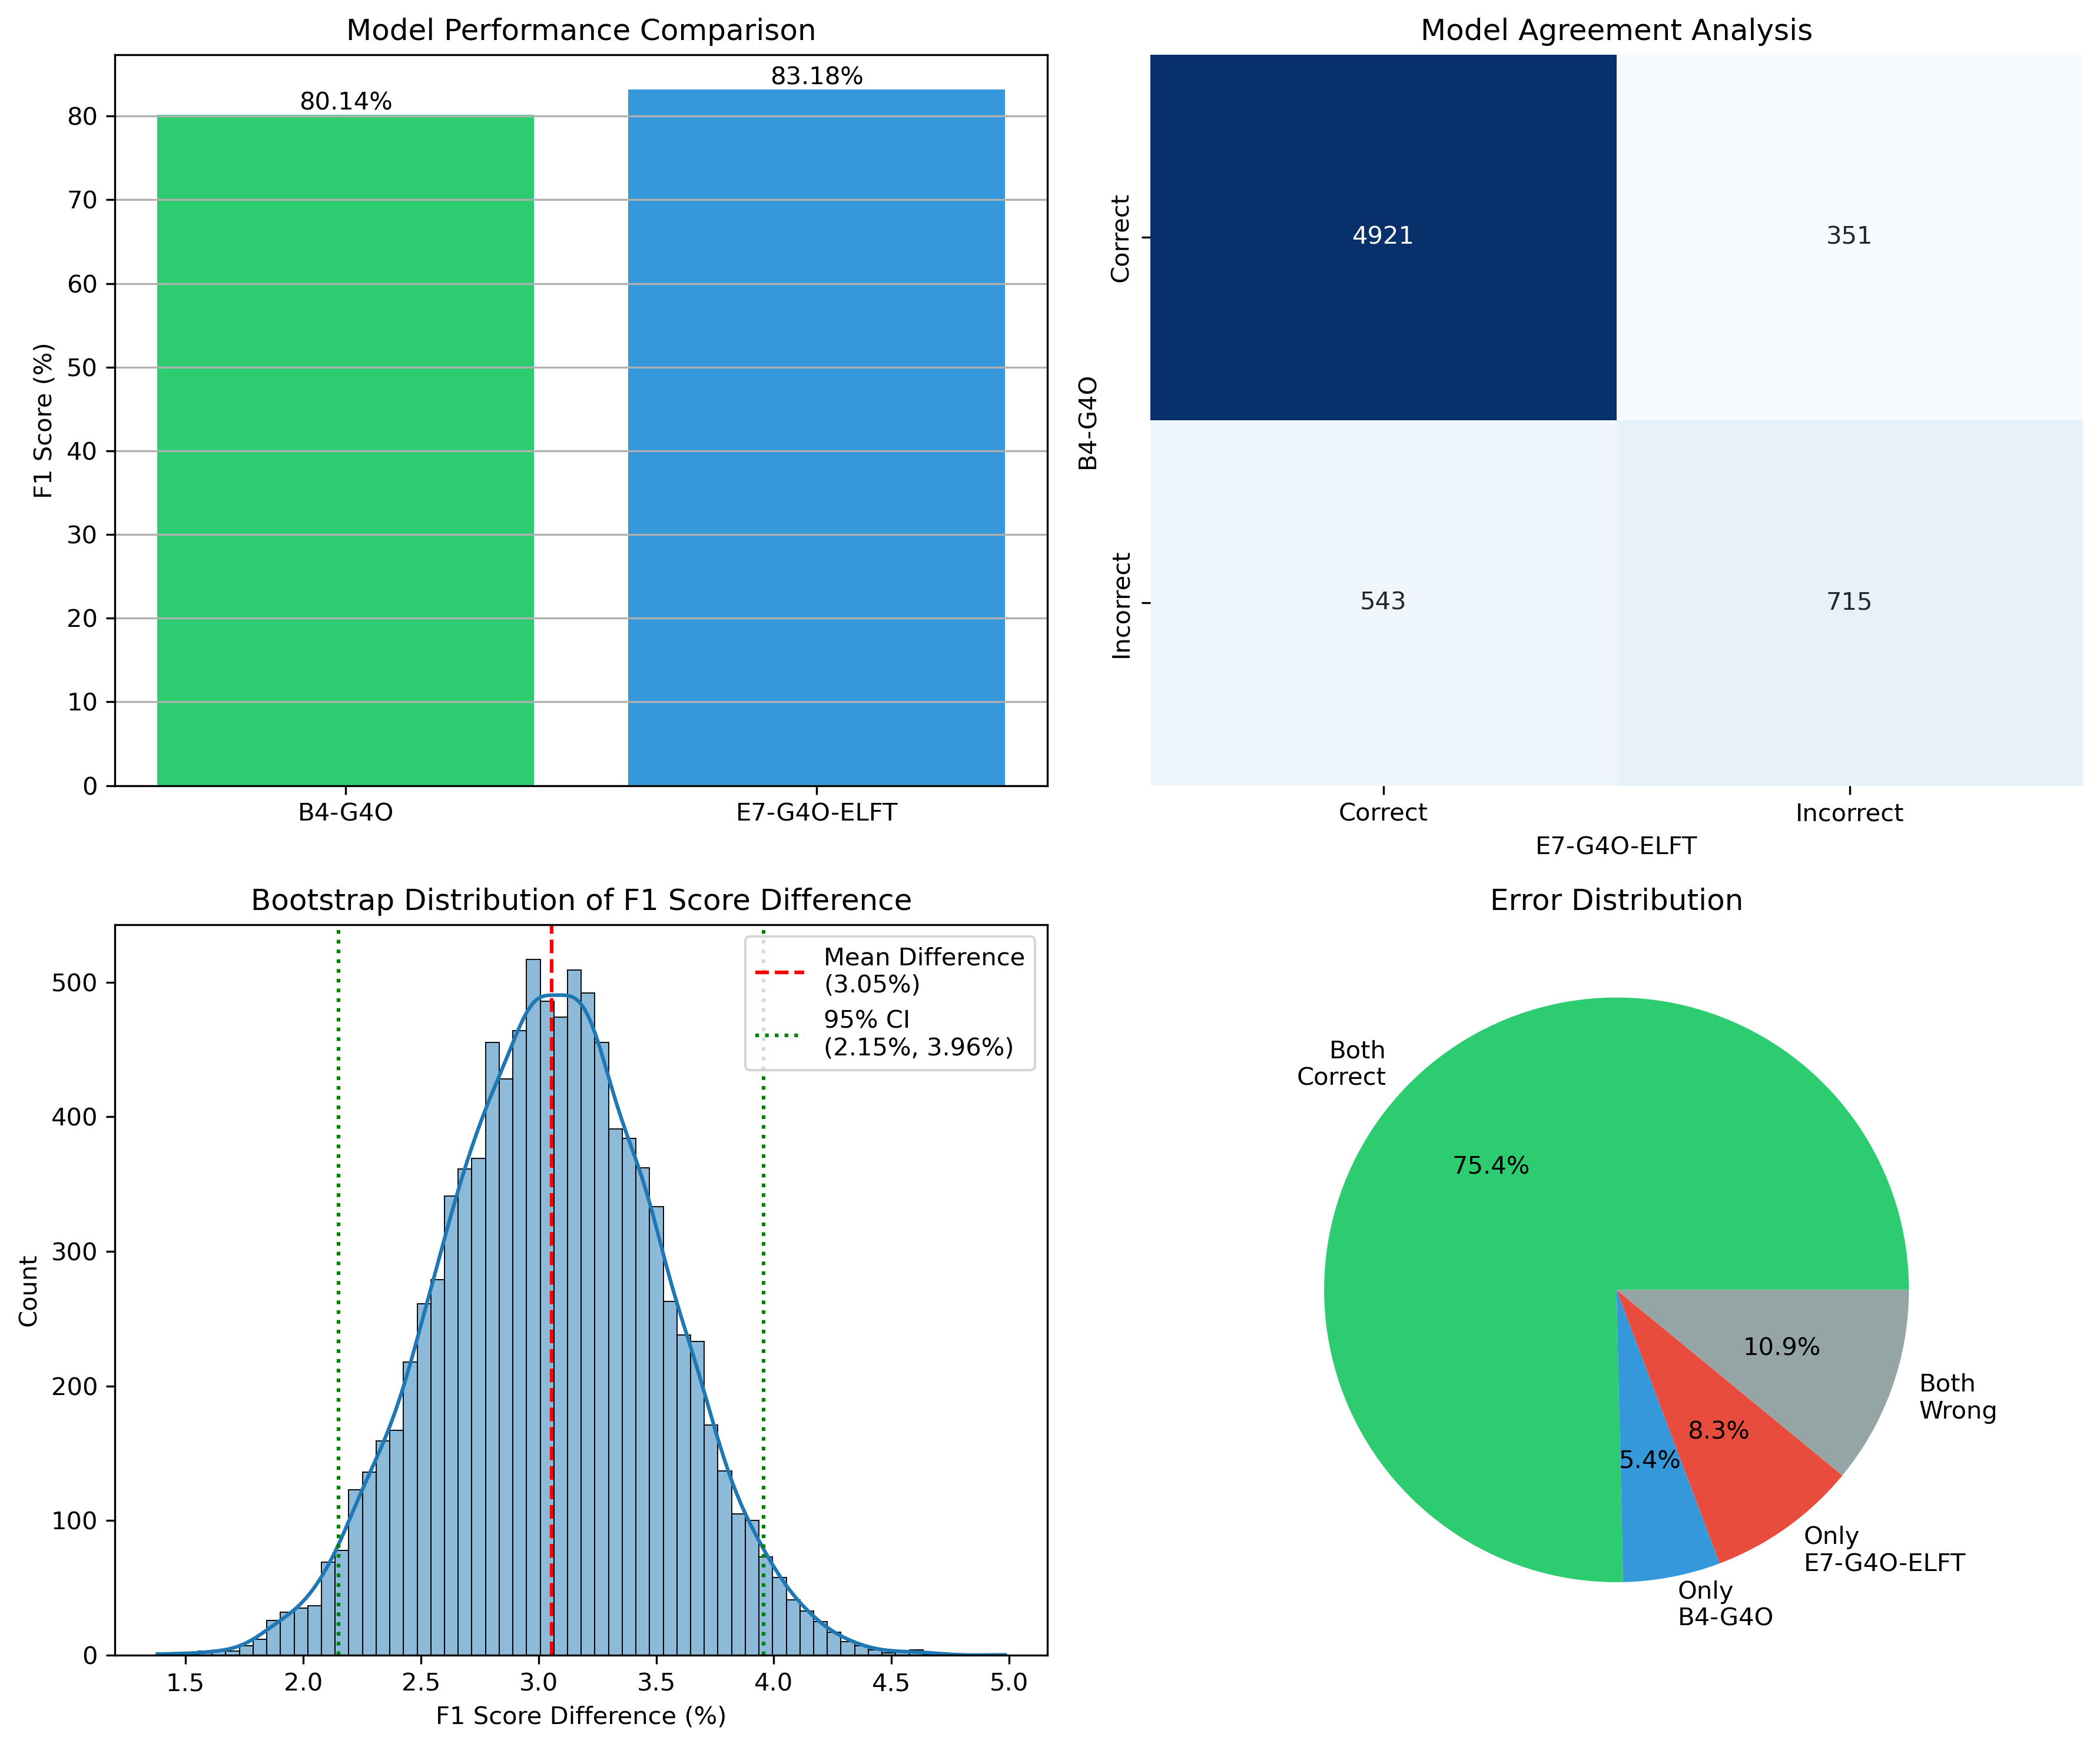 Model Performance Comparison
80.14%
83.18%
F1 Score (%)
80
70
60
50
40
30
20
10
0
B4-G4O
E7-G4O-ELFT
Model Agreement Analysis
B4-G4O
Correct
Incorrect
4921
351
543
715
Correct
Incorrect
E7-G4O-ELFT
Bootstrap Distribution of F1 Score Difference
Mean Difference
(3.05%)
95% CI
(2.15%, 3.96%)
Count
500
400
300
200
100
0
1.5
2.0
2.5
3.0
3.5
4.0
4.5
5.0
F1 Score Difference (%)
Error Distribution
Both
Correct
75.4%
10.9%
Both
Wrong
8.3%
5.4%
Only
E7-G4O-ELFT
Only
B4-G4O